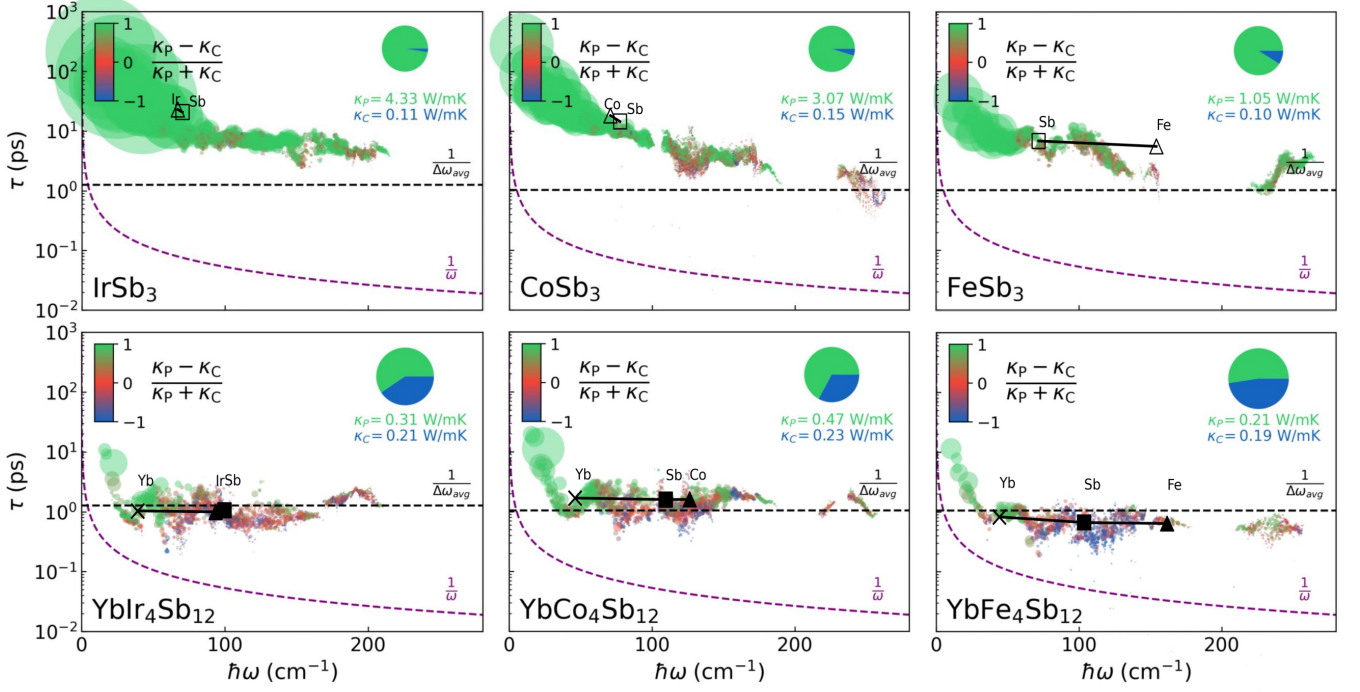 10³
10²
10¹
10⁰
10⁻¹
10⁻²
τ (ps)
1
0
−1
κP − κC
κP + κC
κP = 4.33 W/mK
κC = 0.11 W/mK
Ir
Sb
1
Δωavg
1
ω
IrSb₃
1
0
−1
κP − κC
κP + κC
κP = 3.07 W/mK
κC = 0.15 W/mK
Co
Sb
1
Δωavg
1
ω
CoSb₃
1
0
−1
κP − κC
κP + κC
κP = 1.05 W/mK
κC = 0.10 W/mK
Sb
Fe
1
Δωavg
1
ω
FeSb₃
10³
10²
10¹
10⁰
10⁻¹
10⁻²
τ (ps)
1
0
−1
κP − κC
κP + κC
κP = 0.31 W/mK
κC = 0.21 W/mK
Yb
IrSb
1
Δωavg
1
ω
YbIr₄Sb₁₂
0
100
200
ħω (cm⁻¹)
1
0
−1
κP − κC
κP + κC
κP = 0.47 W/mK
κC = 0.23 W/mK
Yb
Sb
Co
1
Δωavg
1
ω
YbCo₄Sb₁₂
0
100
200
ħω (cm⁻¹)
1
0
−1
κP − κC
κP + κC
κP = 0.21 W/mK
κC = 0.19 W/mK
Yb
Sb
Fe
1
Δωavg
1
ω
YbFe₄Sb₁₂
0
100
200
ħω (cm⁻¹)